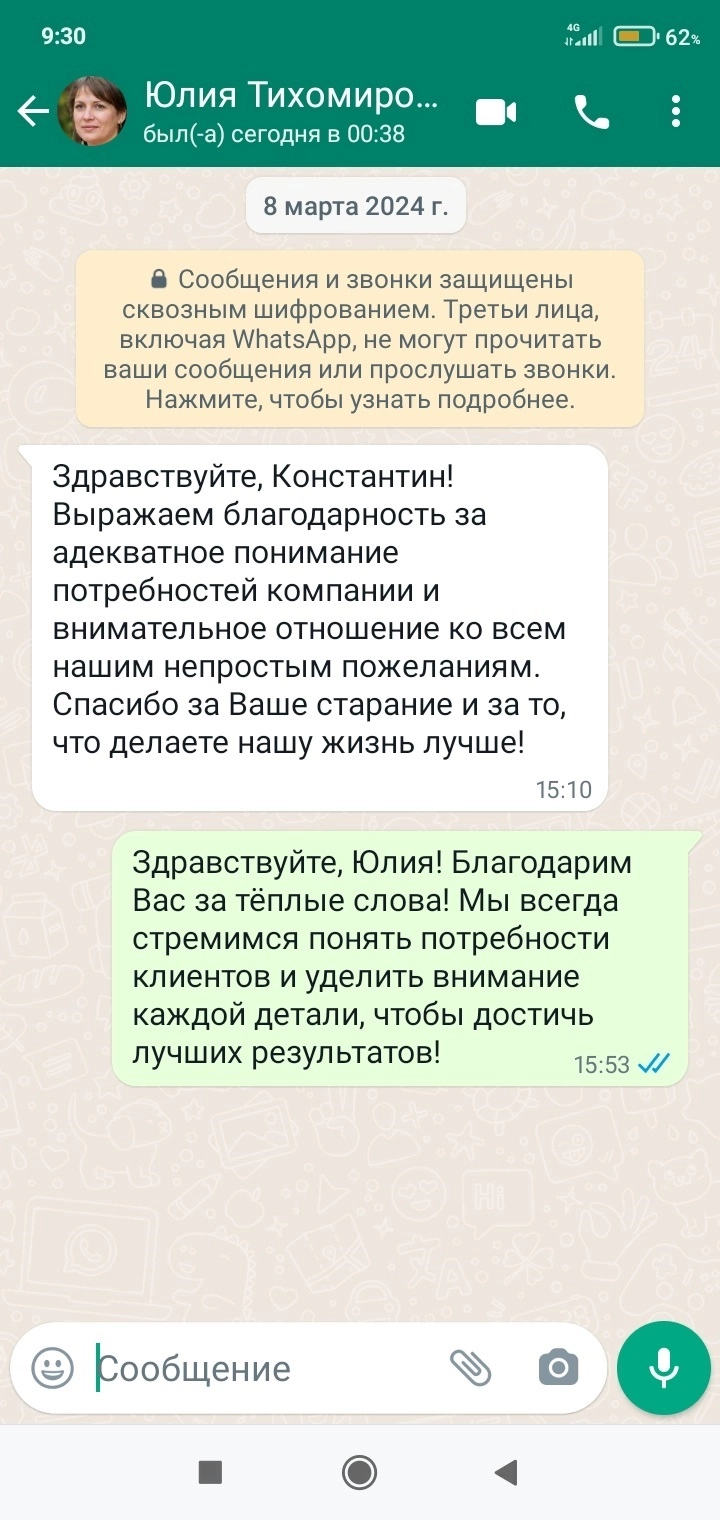 9:30
4G
62%
Юлия Тихомиро...
был(-а) сегодня в 00:38
8 марта 2024 г.
Сообщения и звонки защищены
сквозным шифрованием. Третьи лица,
включая WhatsApp, не могут прочитать
ваши сообщения или прослушать звонки.
Нажмите, чтобы узнать подробнее.
Здравствуйте, Константин!
Выражаем благодарность за
адекватное понимание
потребностей компании и
внимательное отношение ко всем
нашим непростым пожеланиям.
Спасибо за Ваше старание и за то,
что делаете нашу жизнь лучше!
15:10
Здравствуйте, Юлия! Благодарим
Вас за тёплые слова! Мы всегда
стремимся понять потребности
клиентов и уделить внимание
каждой детали, чтобы достичь
лучших результатов!
15:53
Hi
Сообщение